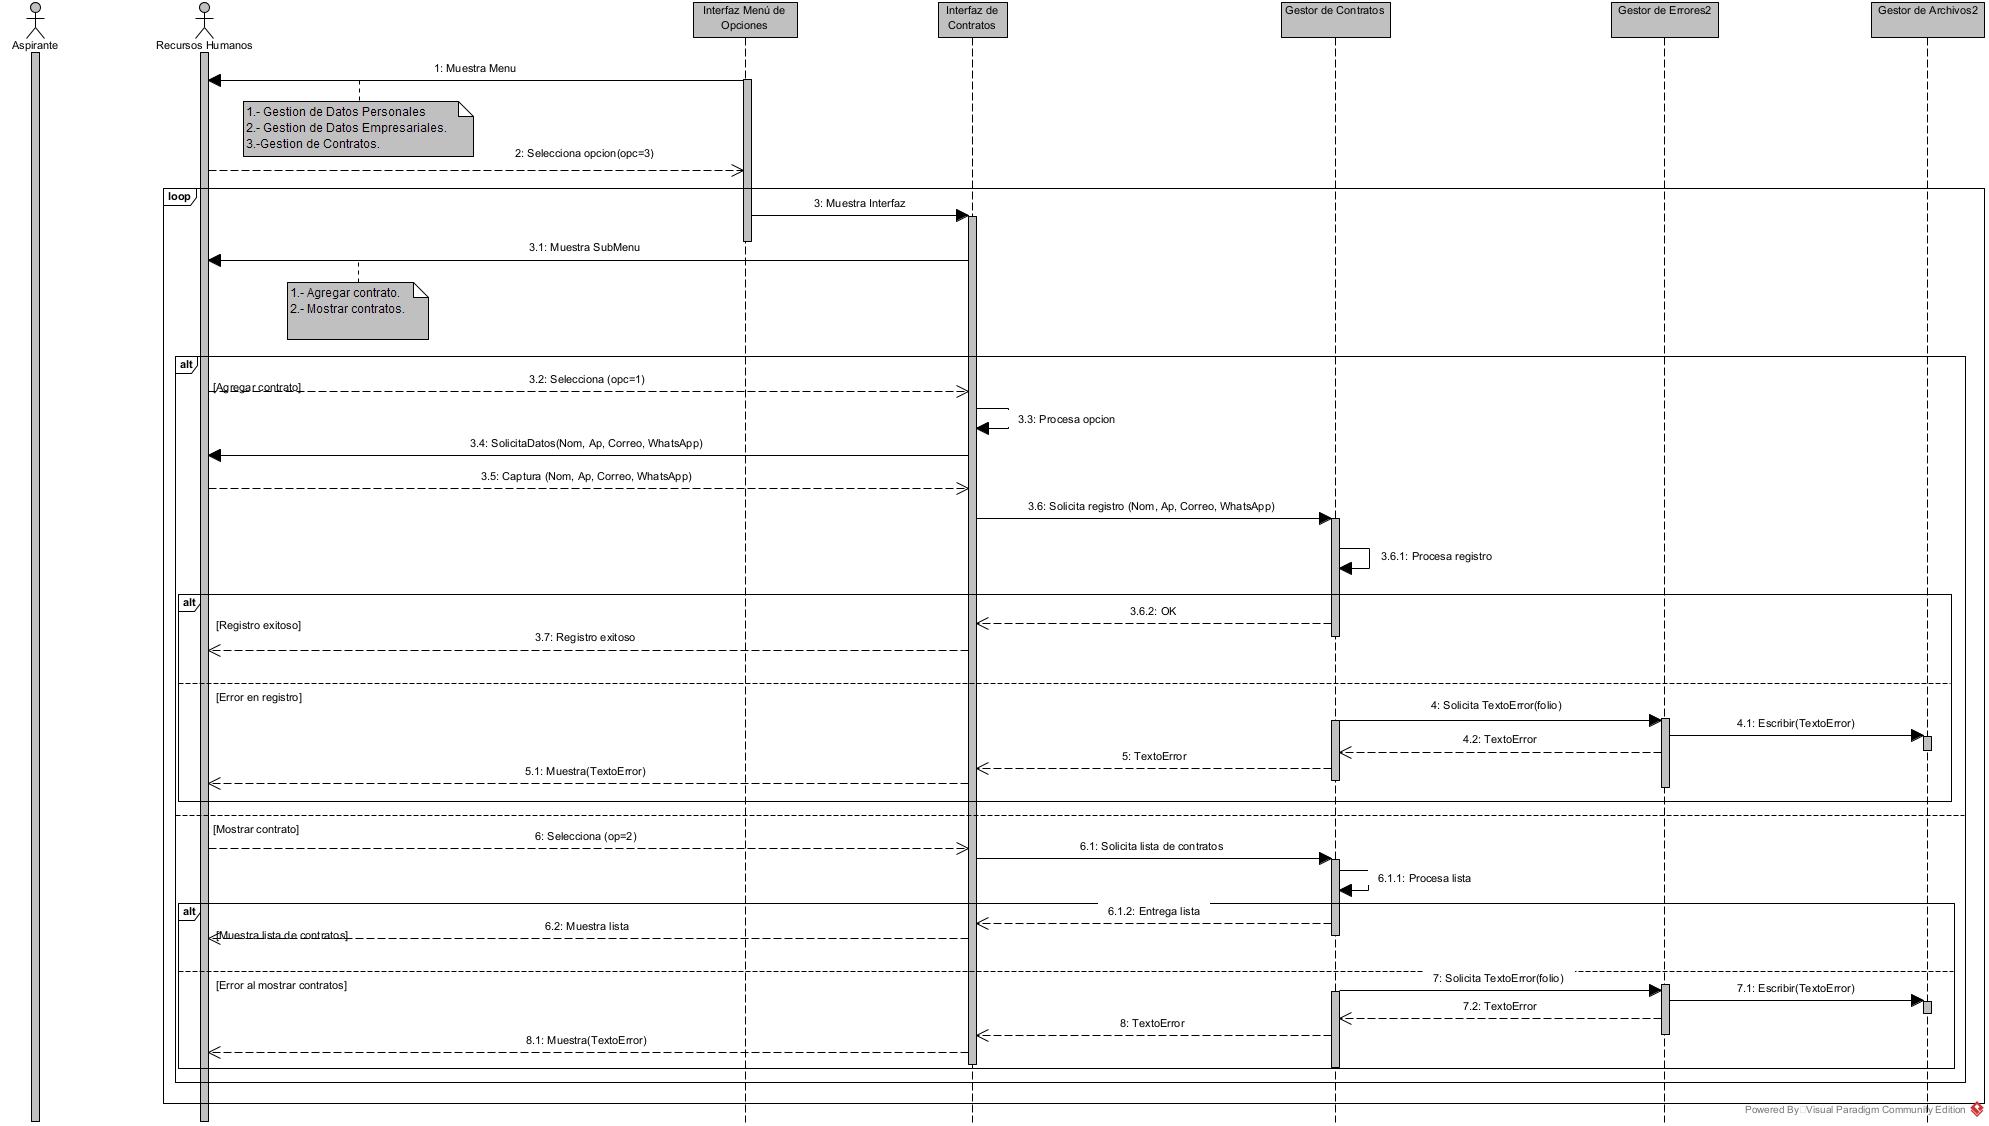 Aspirante
Recursos Humanos
Interfaz Menú de
Opciones
Interfaz de
Contratos
Gestor de Contratos
Gestor de Errores2
Gestor de Archivos2
1: Muestra Menu
1.- Gestion de Datos Personales
2.- Gestion de Datos Empresariales.
3.-Gestion de Contratos.
2: Selecciona opcion(opc=3)
loop
3: Muestra Interfaz
3.1: Muestra SubMenu
1.- Agregar contrato.
2.- Mostrar contratos.
alt
[Agregar contrato]
3.2: Selecciona (opc=1)
3.3: Procesa opcion
3.4: SolicitaDatos(Nom, Ap, Correo, WhatsApp)
3.5: Captura (Nom, Ap, Correo, WhatsApp)
3.6: Solicita registro (Nom, Ap, Correo, WhatsApp)
3.6.1: Procesa registro
alt
3.6.2: OK
[Registro exitoso]
3.7: Registro exitoso
[Error en registro]
4: Solicita TextoError(folio)
4.1: Escribir(TextoError)
4.2: TextoError
5: TextoError
5.1: Muestra(TextoError)
[Mostrar contrato]
6: Selecciona (op=2)
6.1: Solicita lista de contratos
6.1.1: Procesa lista
alt
6.1.2: Entrega lista
6.2: Muestra lista
[Muestra lista de contratos]
[Error al mostrar contratos]
7: Solicita TextoError(folio)
7.1: Escribir(TextoError)
7.2: TextoError
8: TextoError
8.1: Muestra(TextoError)
Powered By Visual Paradigm Community Edition